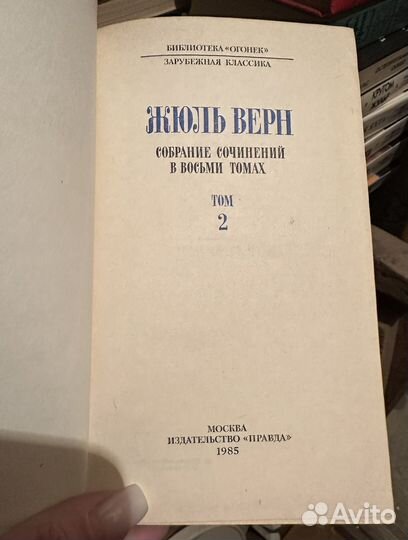 БИБЛИОТЕКА «ОГОНЕК»
ЗАРУБЕЖНАЯ КЛАССИКА
ЖЮЛЬ ВЕРН
СОБРАНИЕ СОЧИНЕНИЙ
В ВОСЬМИ ТОМАХ
ТОМ
2
МОСКВА
ИЗДАТЕЛЬСТВО «ПРАВДА»
1985
Avito